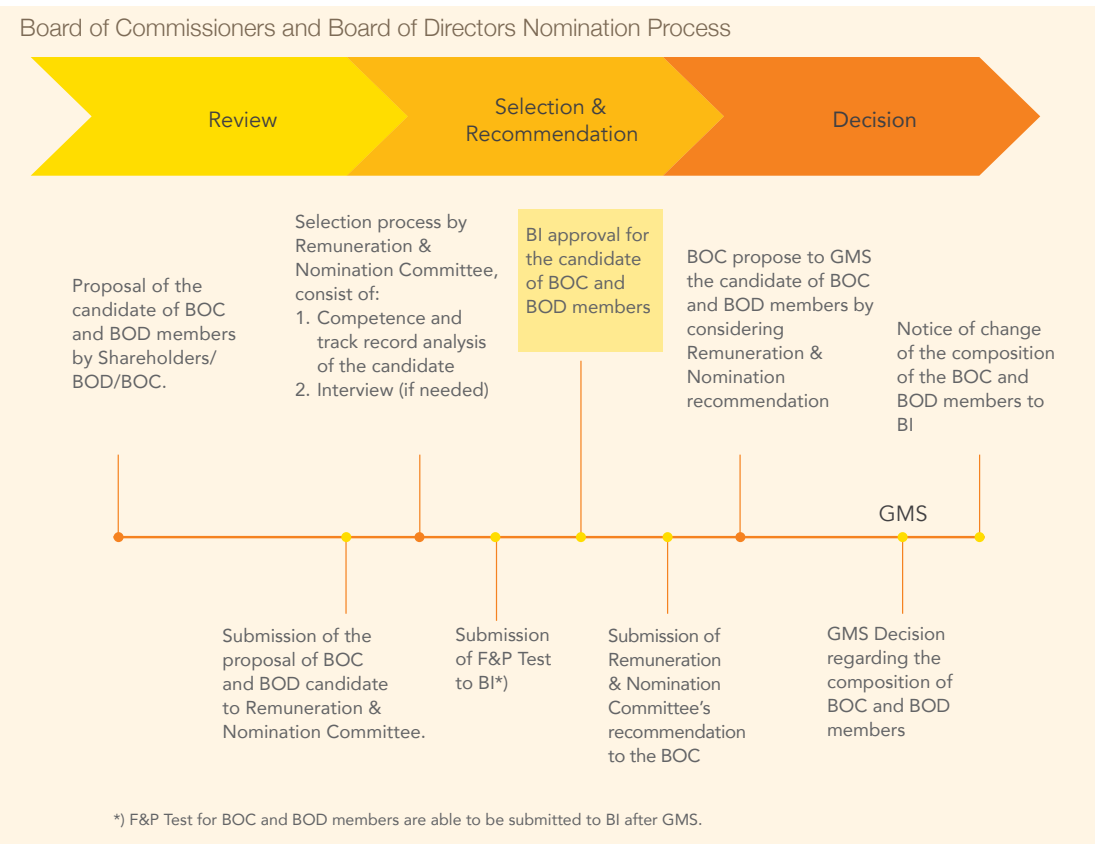 Board of Commissioners and Board of Directors Nomination Process
Review
Selection &
Recommendation
Decision
Proposal of the
candidate of BOC
and BOD members
by Shareholders/
BOD/BOC.
Selection process by
Remuneration &
Nomination Committee,
consist of:
1. Competence and
track record analysis
of the candidate
2. Interview (if needed)
BI approval for
the candidate
of BOC and
BOD members
BOC propose to GMS
the candidate of BOC
and BOD members by
considering
Remuneration &
Nomination
recommendation
Notice of change
of the composition
of the BOC and
BOD members to
BI
GMS
Submission of the
proposal of BOC
and BOD candidate
to Remuneration &
Nomination Committee.
Submission
of F&P Test
to BI*)
Submission of
Remuneration
& Nomination
Committee's
recommendation
to the BOC
GMS Decision
regarding the
composition of
BOC and BOD
members
*) F&P Test for BOC and BOD members are able to be submitted to BI after GMS.